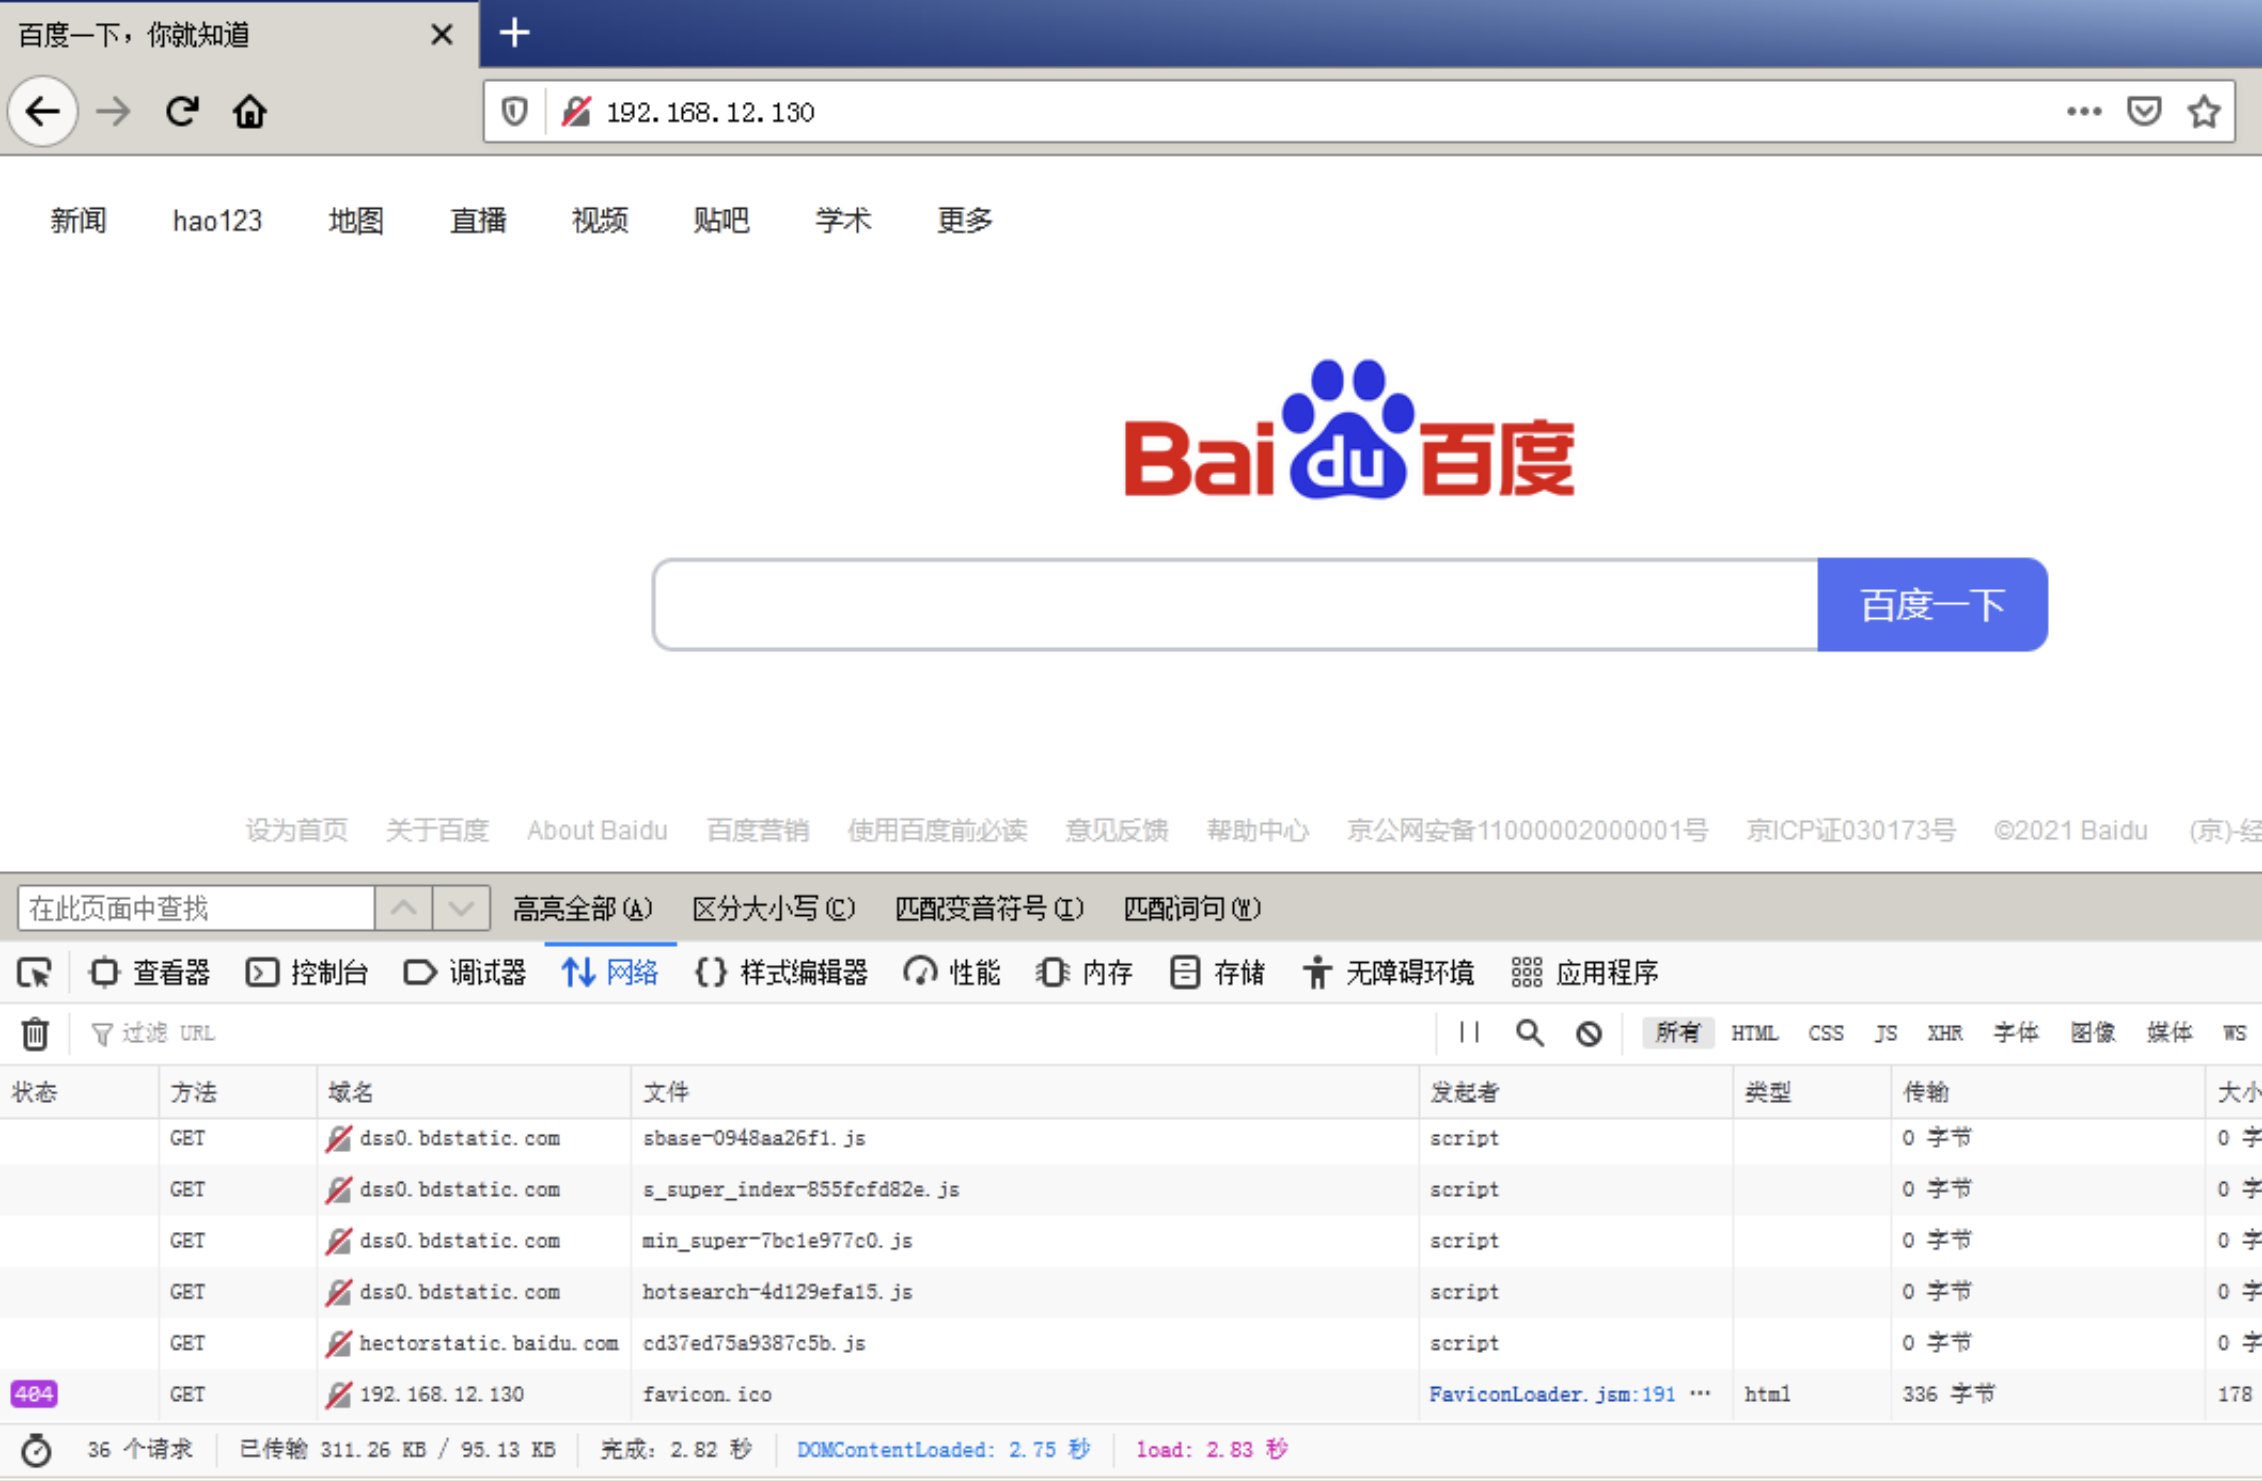 百度一下，你就知道
192.168.12.130
新闻 hao123 地图 直播 视频 贴吧 学术 更多
Bai du 百度
百度一下
设为首页 关于百度 About Baidu 百度营销 使用百度前必读 意见反馈 帮助中心 京公网安备11000002000001号 京ICP证030173号 ©2021 Baidu (京)-经
在此页面中查找 高亮全部(A) 区分大小写(C) 匹配变音符号(I) 匹配词句(W)
查看器 控制台 调试器 网络 样式编辑器 性能 内存 存储 无障碍环境 应用程序
过滤 URL 所有 HTML CSS JS XHR 字体 图像 媒体 WS
状态 方法 域名 文件 发起者 类型 传输 大小
GET dss0.bdstatic.com sbase-0948aa26f1.js script 0 字节 0 字
GET dss0.bdstatic.com s_super_index-855fcfd82e.js script 0 字节 0 字
GET dss0.bdstatic.com min_super-7bc1e977c0.js script 0 字节 0 字
GET dss0.bdstatic.com hotsearch-4d129efa15.js script 0 字节 0 字
GET hectorstatic.baidu.com cd37ed75a9387c5b.js script 0 字节 0 字
404 GET 192.168.12.130 favicon.ico FaviconLoader.jsm:191 ··· html 336 字节 178
36 个请求 已传输 311.26 KB / 95.13 KB 完成：2.82 秒 DOMContentLoaded: 2.75 秒 load: 2.83 秒